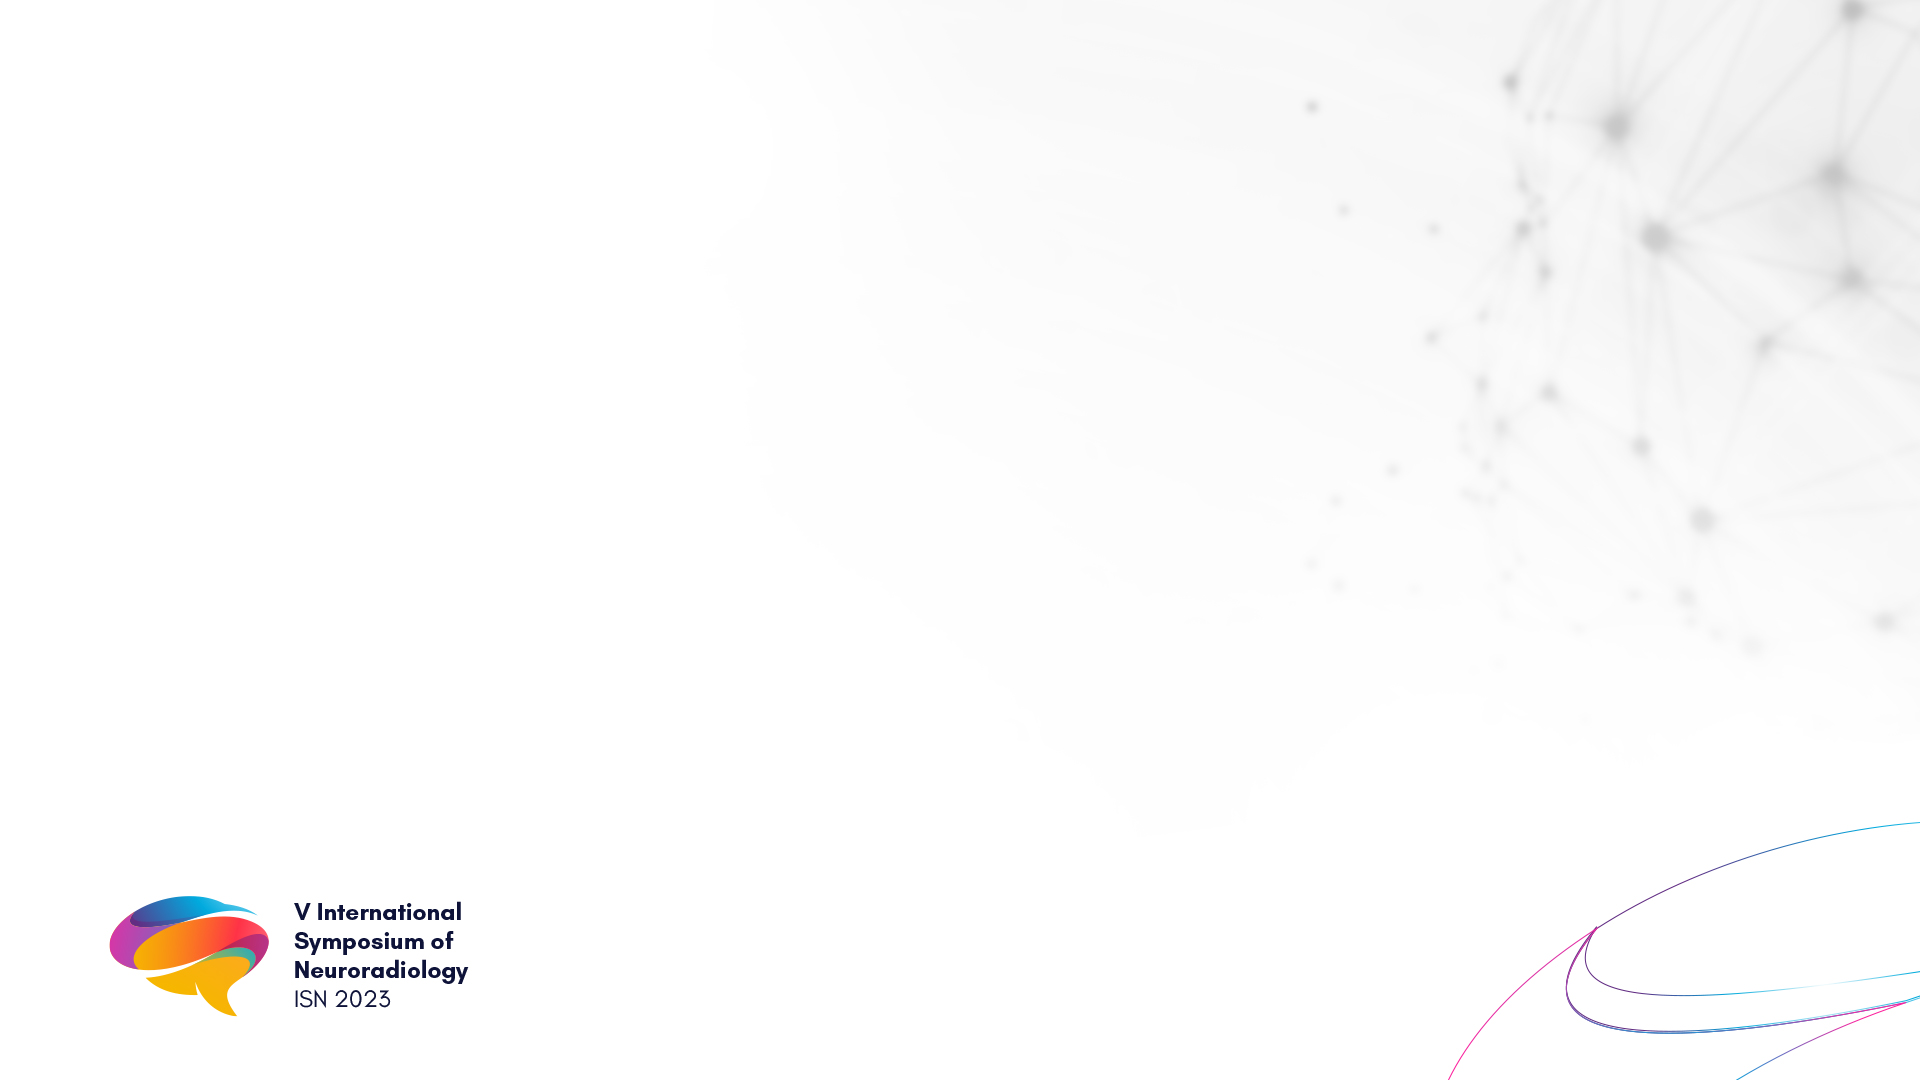 V International
Symposium of
Neuroradiology
ISN 2023